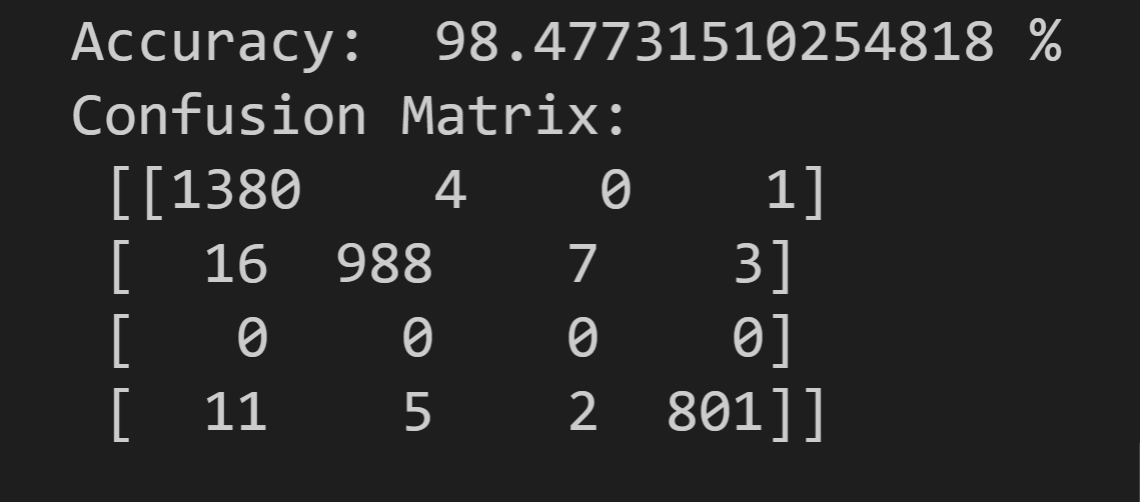 Accuracy:  98.47731510254818 %
Confusion Matrix:
 [[1380    4    0    1]
 [  16  988    7    3]
 [   0    0    0    0]
 [  11    5    2  801]]